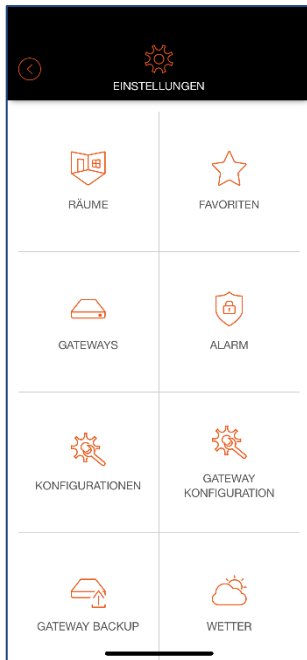 EINSTELLUNGEN
RÄUME
FAVORITEN
GATEWAYS
ALARM
KONFIGURATIONEN
GATEWAY
KONFIGURATION
GATEWAY BACKUP
WETTER